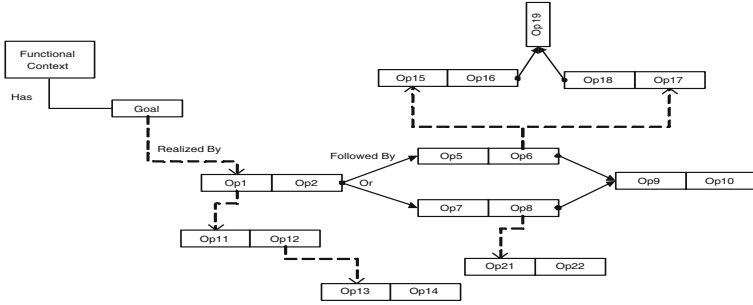 Op19
Functional
Context
Op15 Op16
Op18 Op17
Has
Goal
Realized By
Followed By
Op5 Op6
Op1 Op2
Or
Op9 Op10
Op7 Op8
Op11 Op12
Op21 Op22
Op13 Op14